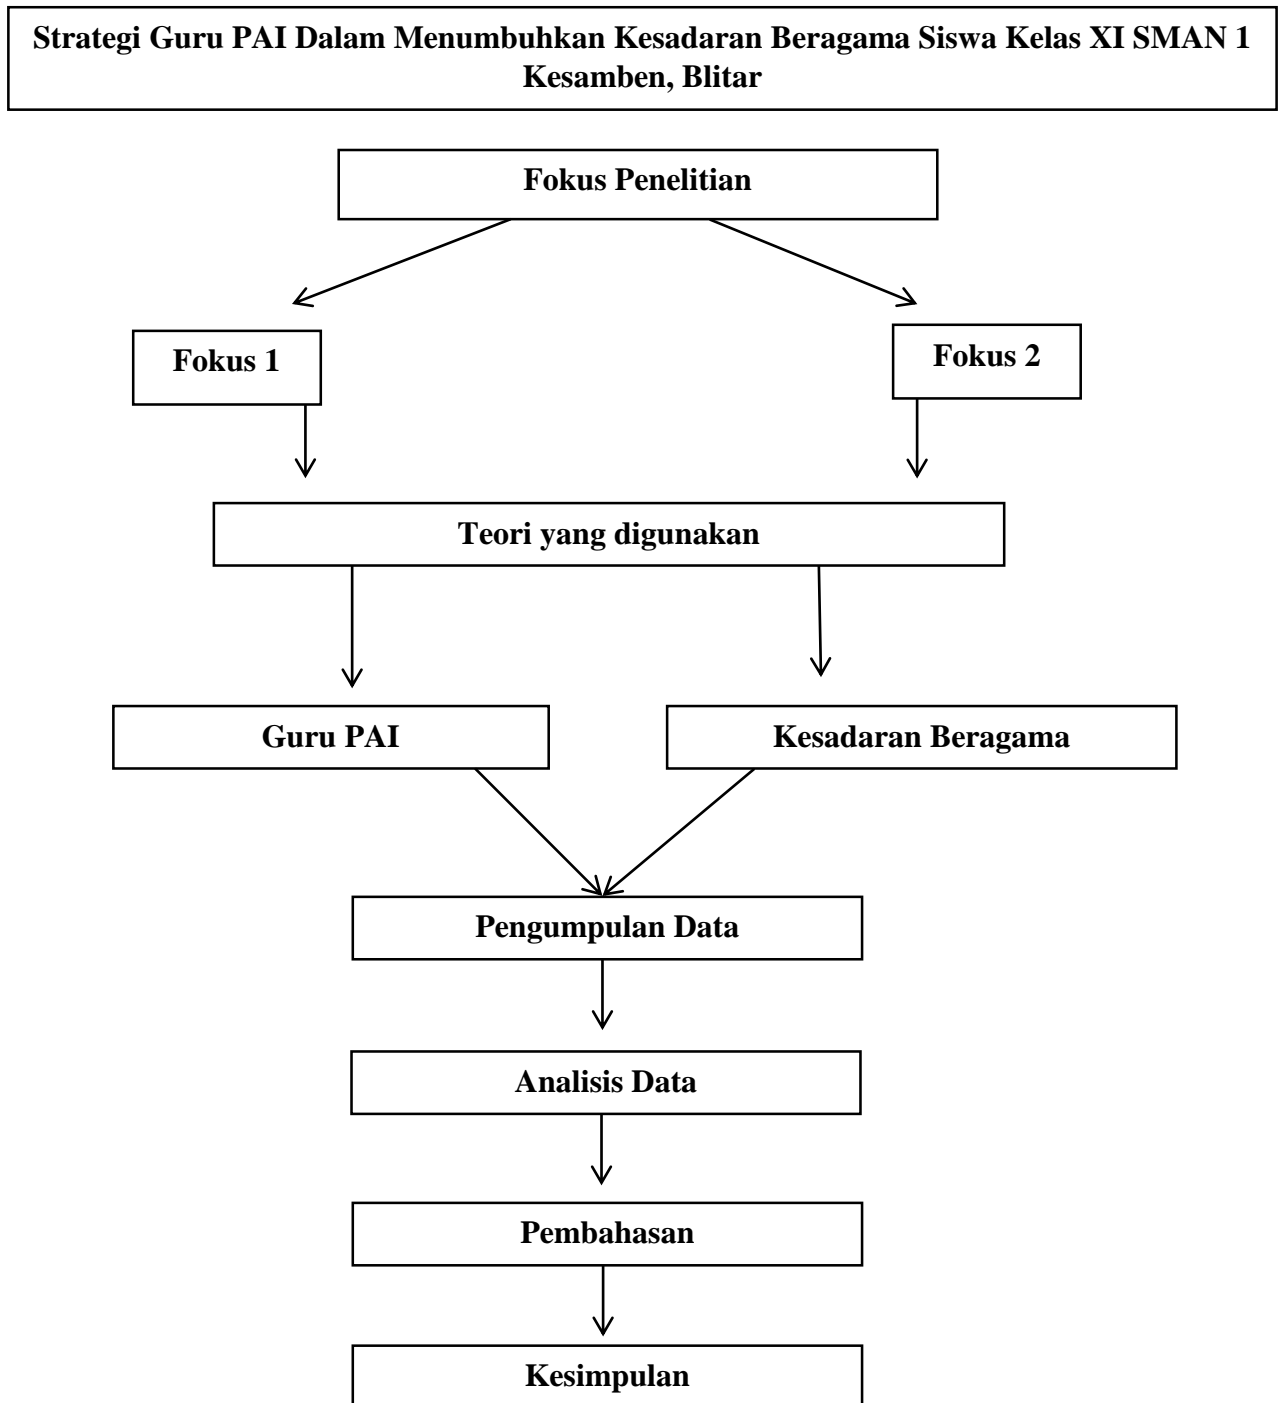 Strategi Guru PAI Dalam Menumbuhkan Kesadaran Beragama Siswa Kelas XI SMAN 1
Kesamben, Blitar
Fokus Penelitian
Fokus 1
Fokus 2
Teori yang digunakan
Guru PAI
Kesadaran Beragama
Pengumpulan Data
Analisis Data
Pembahasan
Kesimpulan